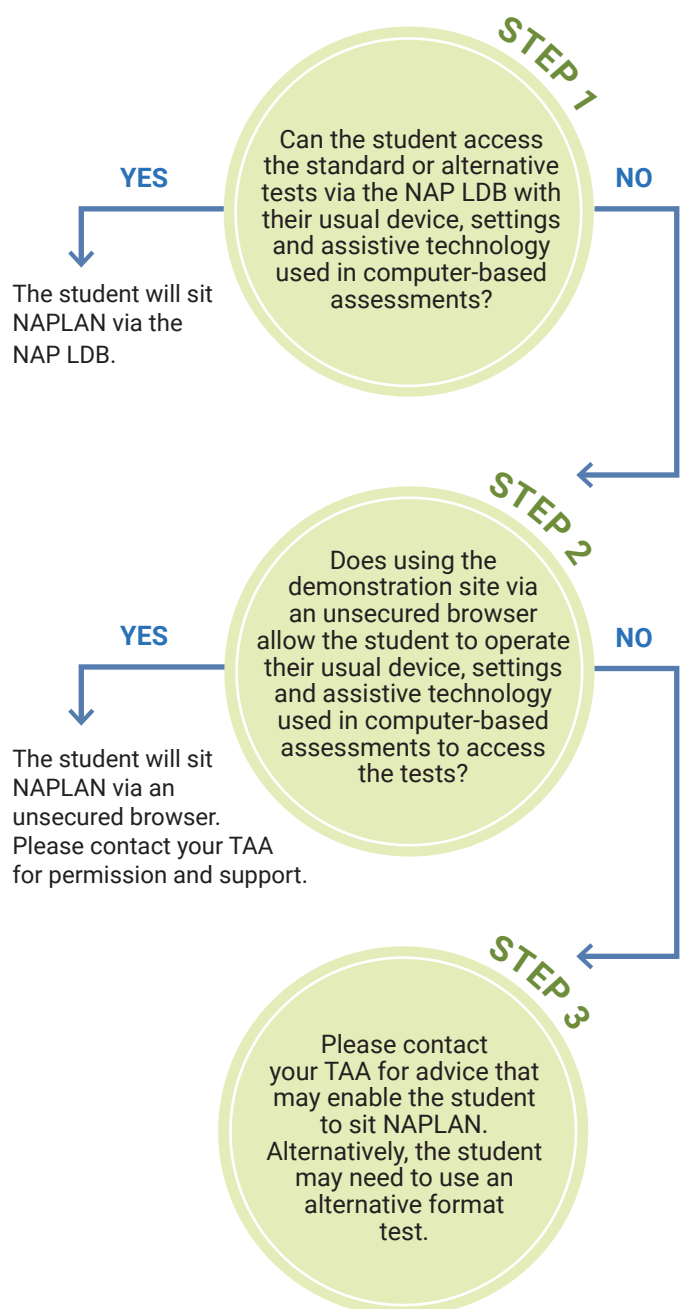 STEP 1
Can the student access
the standard or alternative
tests via the NAP LDB with
their usual device, settings
and assistive technology
used in computer-based
assessments?
YES
NO
The student will sit
NAPLAN via the
NAP LDB.
STEP 2
Does using the
demonstration site via
an unsecured browser
allow the student to operate
their usual device, settings
and assistive technology
used in computer-based
assessments to access
the tests?
YES
NO
The student will sit
NAPLAN via an
unsecured browser.
Please contact your TAA
for permission and support.
STEP 3
Please contact
your TAA for advice that
may enable the student
to sit NAPLAN.
Alternatively, the student
may need to use an
alternative format
test.